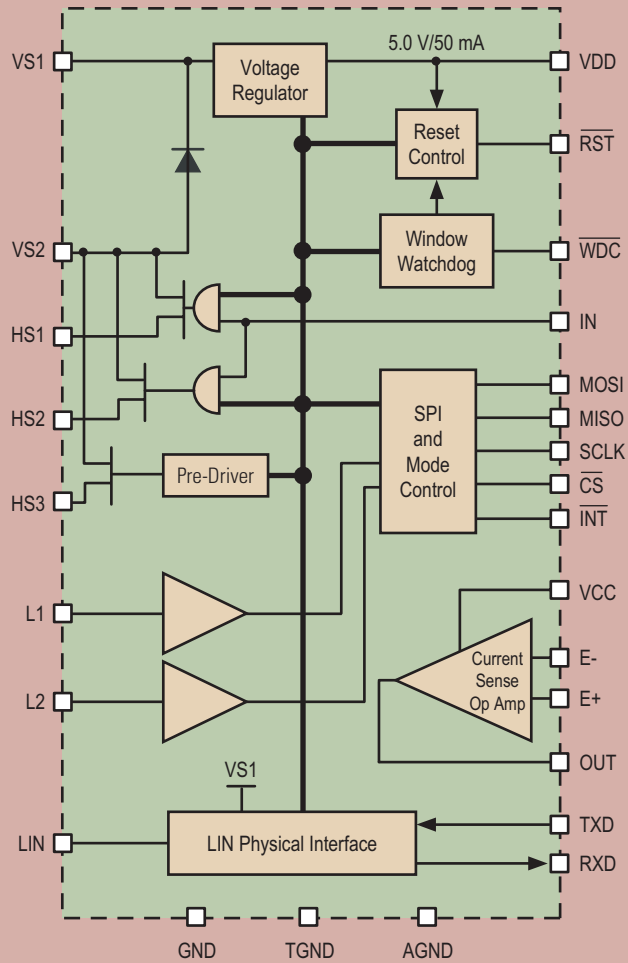 5.0 V/50 mA
VS1
Voltage
Regulator
VDD
Reset
Control
RST
VS2
Window
Watchdog
WDC
HS1
IN
HS2
SPI
and
Mode
Control
MOSI
MISO
SCLK
CS
INT
HS3
Pre-Driver
VCC
L1
Current
Sense
Op Amp
E-
E+
L2
OUT
VS1
LIN
LIN Physical Interface
TXD
RXD
GND
TGND
AGND